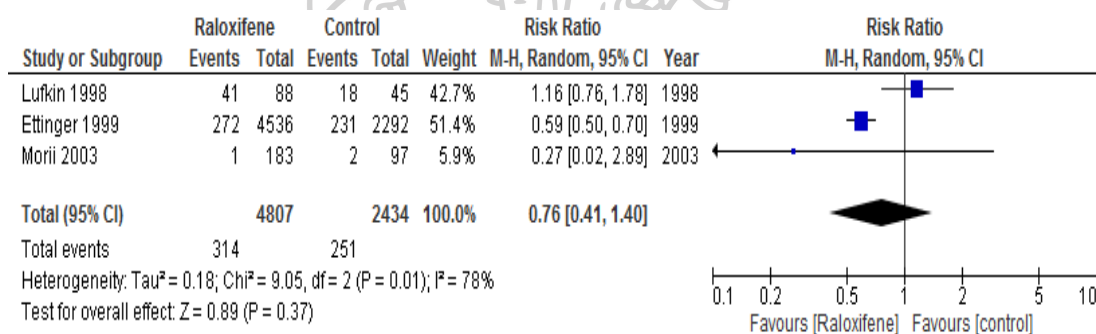 Raloxifene Control Risk Ratio Risk Ratio
Study or Subgroup Events Total Events Total Weight M-H, Random, 95% CI Year M-H, Random, 95% CI
Lufkin 1998 41 88 18 45 42.7% 1.16 [0.76, 1.78] 1998
Ettinger 1999 272 4536 231 2292 51.4% 0.59 [0.50, 0.70] 1999
Morii 2003 1 183 2 97 5.9% 0.27 [0.02, 2.89] 2003
Total (95% CI) 4807 2434 100.0% 0.76 [0.41, 1.40]
Total events 314 251
Heterogeneity: Tau² = 0.18; Chi² = 9.05, df = 2 (P = 0.01); I² = 78%
Test for overall effect: Z = 0.89 (P = 0.37)
0.1 0.2 0.5 1 2 5 10
Favours [Raloxifene] Favours [control]